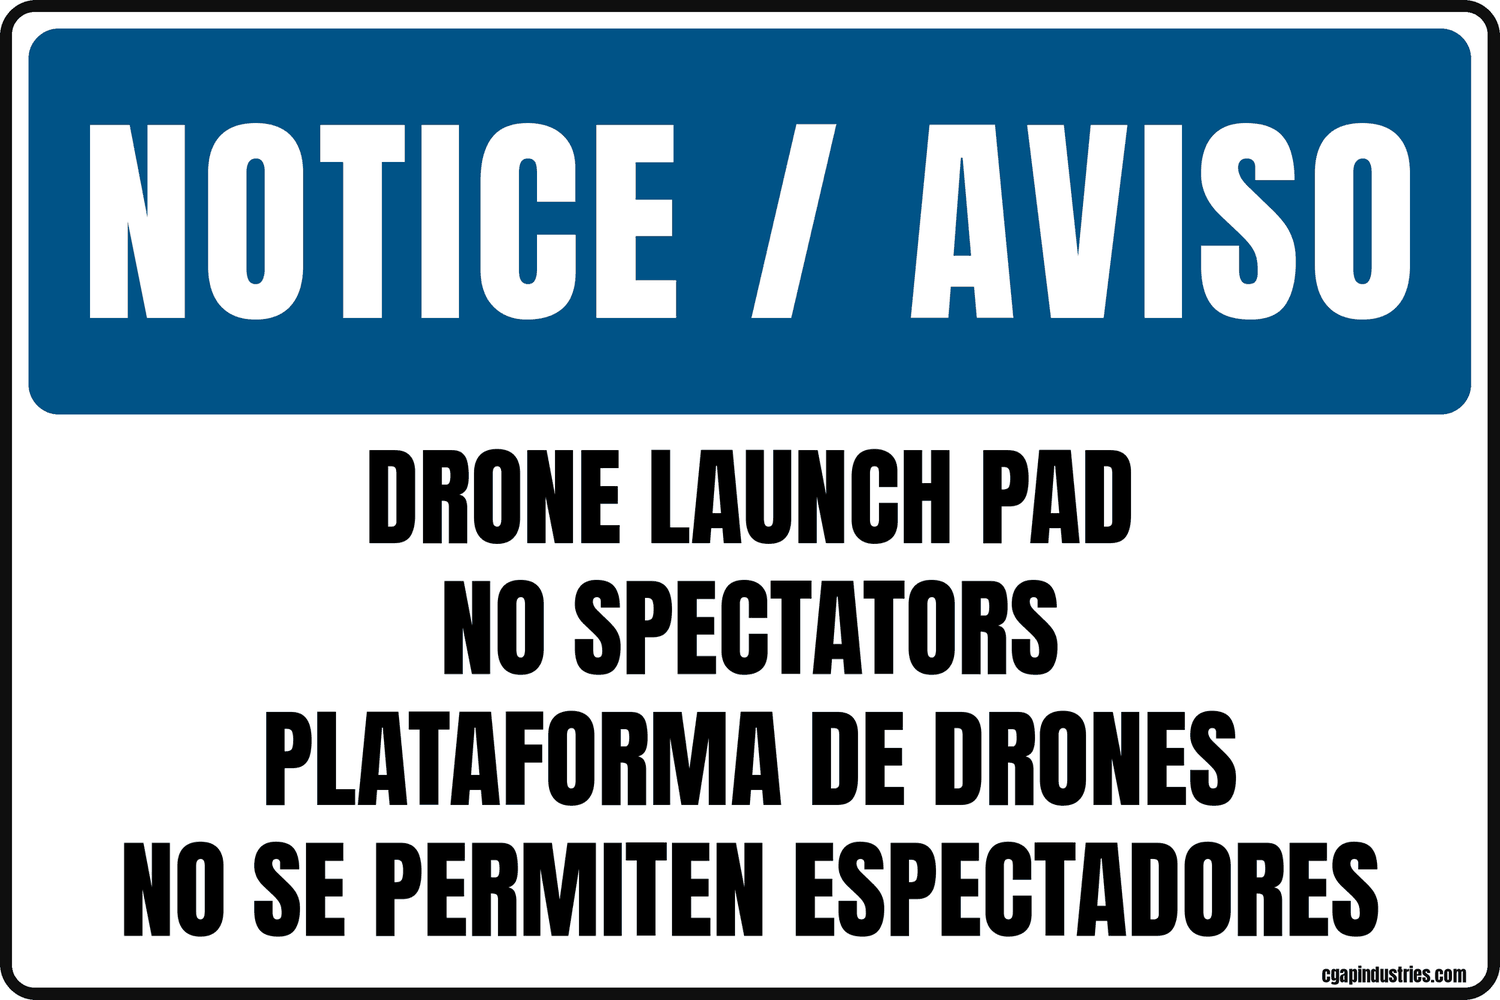 NOTICE / AVISO
DRONE LAUNCH PAD
NO SPECTATORS
PLATAFORMA DE DRONES
NO SE PERMITEN ESPECTADORES
cgapindustries.com